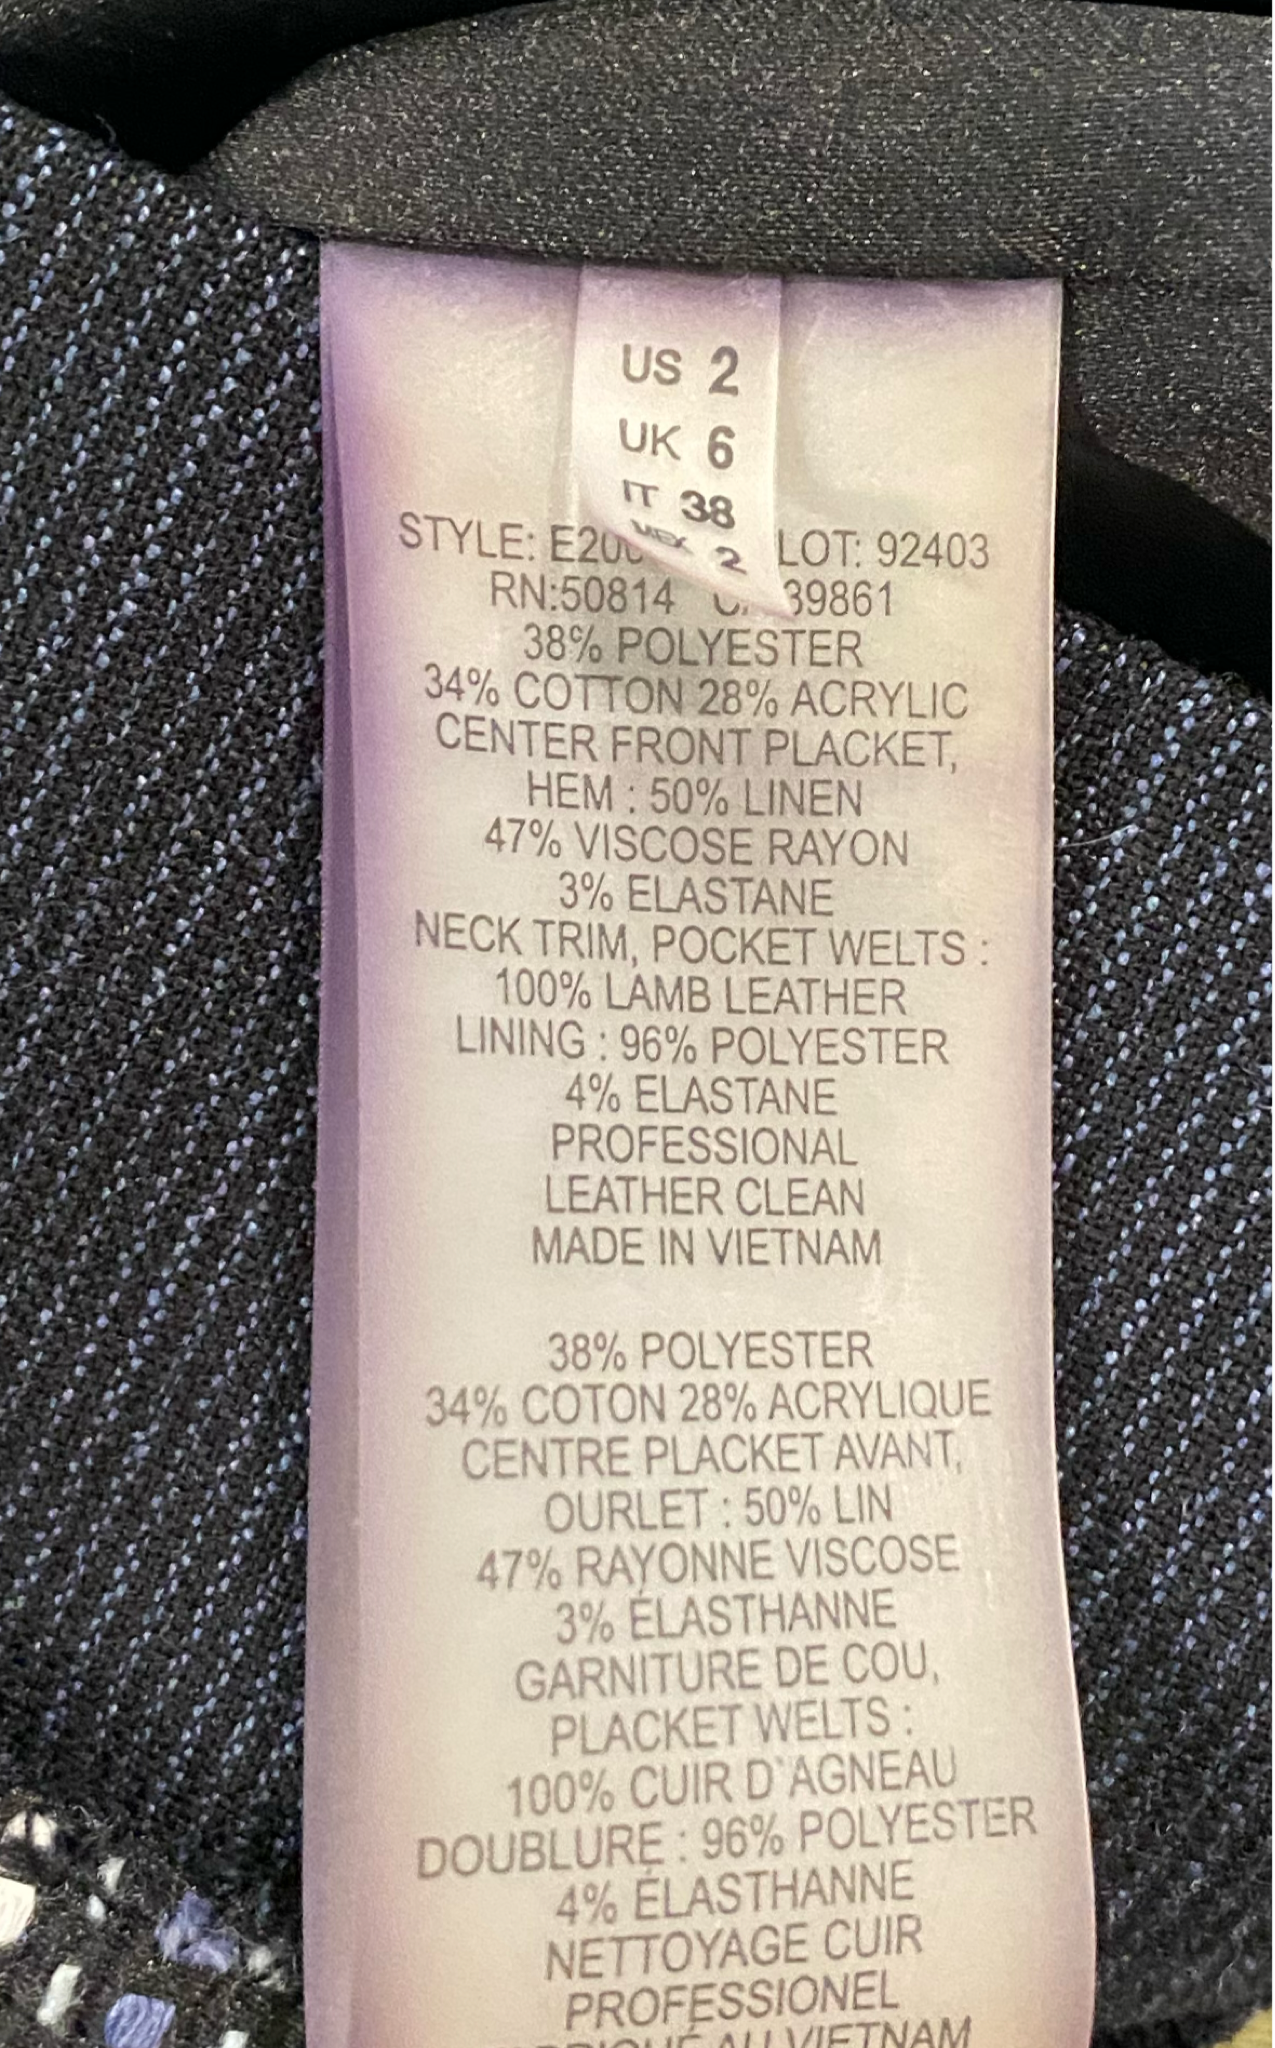 US 2
UK 6
IT 38
MEX 2
STYLE: LOT: 92403
RN:50814 39861
38% POLYESTER
34% COTTON 28% ACRYLIC
CENTER FRONT PLACKET,
HEM : 50% LINEN
47% VISCOSE RAYON
3% ELASTANE
NECK TRIM, POCKET WELTS :
100% LAMB LEATHER
LINING : 96% POLYESTER
4% ELASTANE
PROFESSIONAL
LEATHER CLEAN
MADE IN VIETNAM
38% POLYESTER
34% COTON 28% ACRYLIQUE
CENTRE PLACKET AVANT,
OURLET : 50% LIN
47% RAYONNE VISCOSE
3% ÉLASTHANNE
GARNITURE DE COU,
PLACKET WELTS :
100% CUIR D'AGNEAU
DOUBLURE : 96% POLYESTER
4% ÉLASTHANNE
NETTOYAGE CUIR
PROFESSIONEL
AU VIETNAM